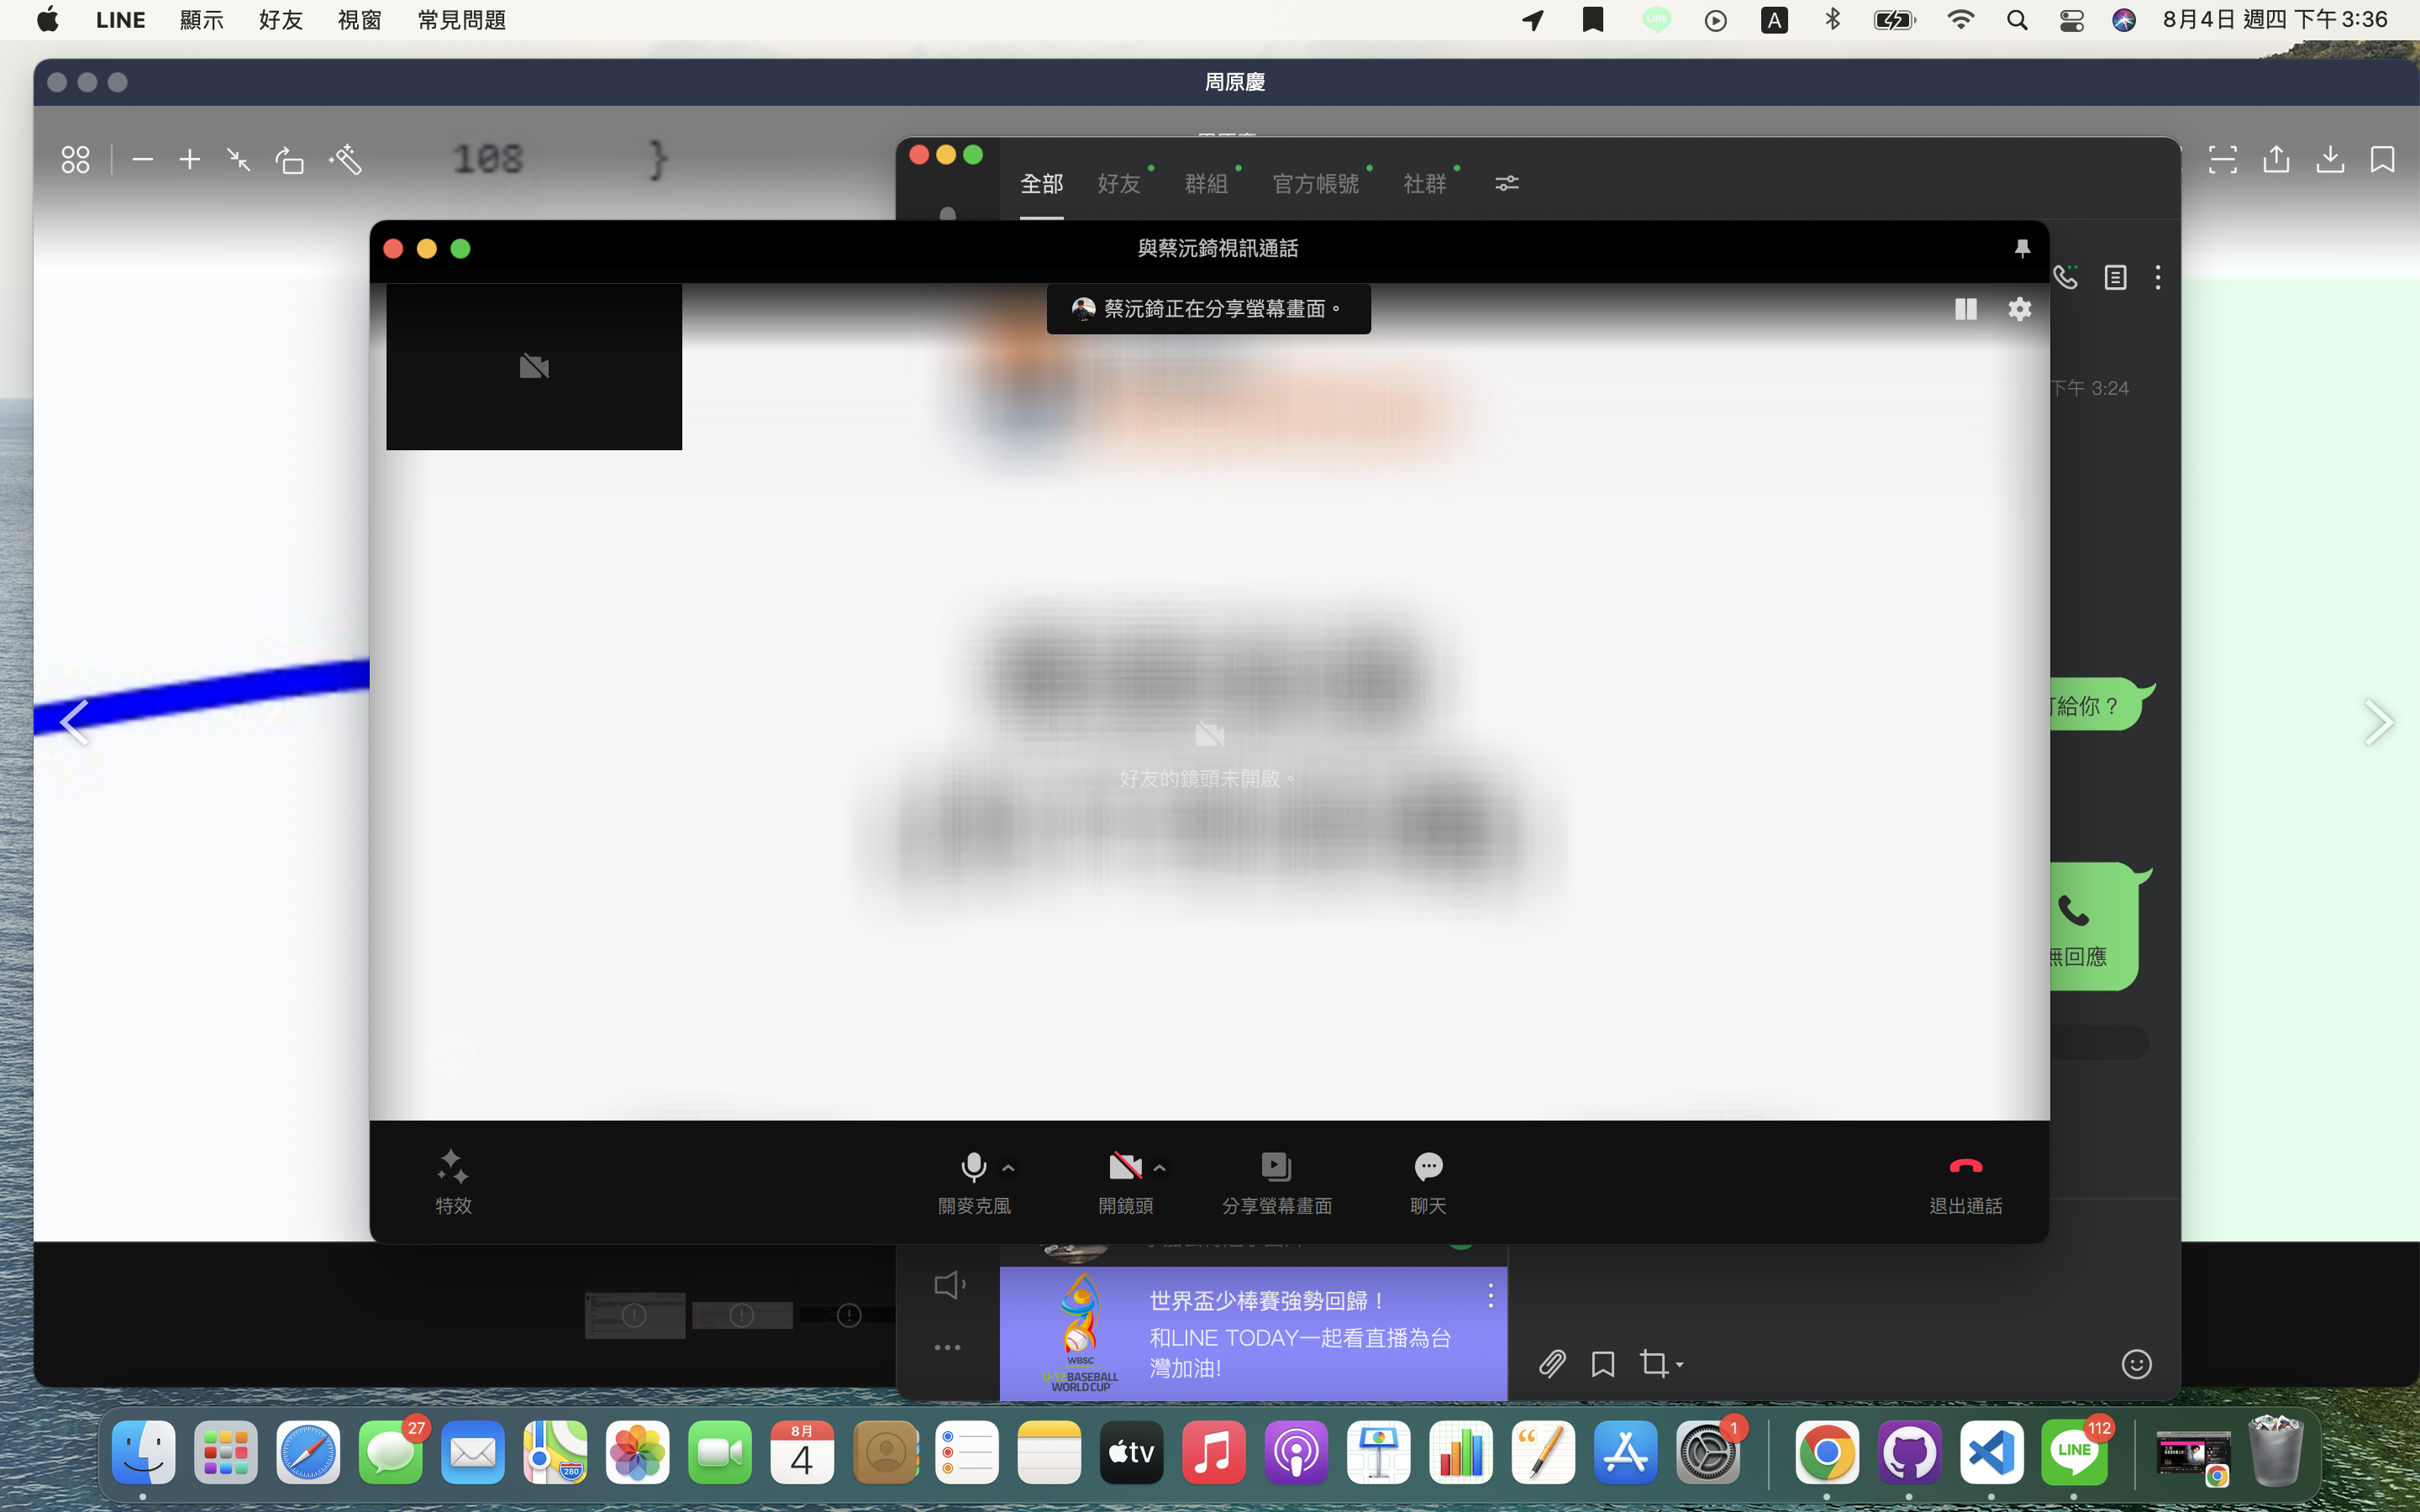 LINE 顯示 好友 視窗 常見問題
LINE A 8月4日 週四 下午3:36
周原慶
108 }
全部 好友 群組 官方帳號 社群
與蔡沅錡視訊通話
蔡沅錡正在分享螢幕畫面。
下午 3:24
給你?
好友的鏡頭未開啟。
無回應
特效 關麥克風 開鏡頭 分享螢幕畫面 聊天 退出通話
世界盃少棒賽強勢回歸!
和LINE TODAY一起看直播為台
灣加油!
WBSC
U-12 BASEBALL
WORLD CUP
27
280
8月
4
tv
1
LINE
112